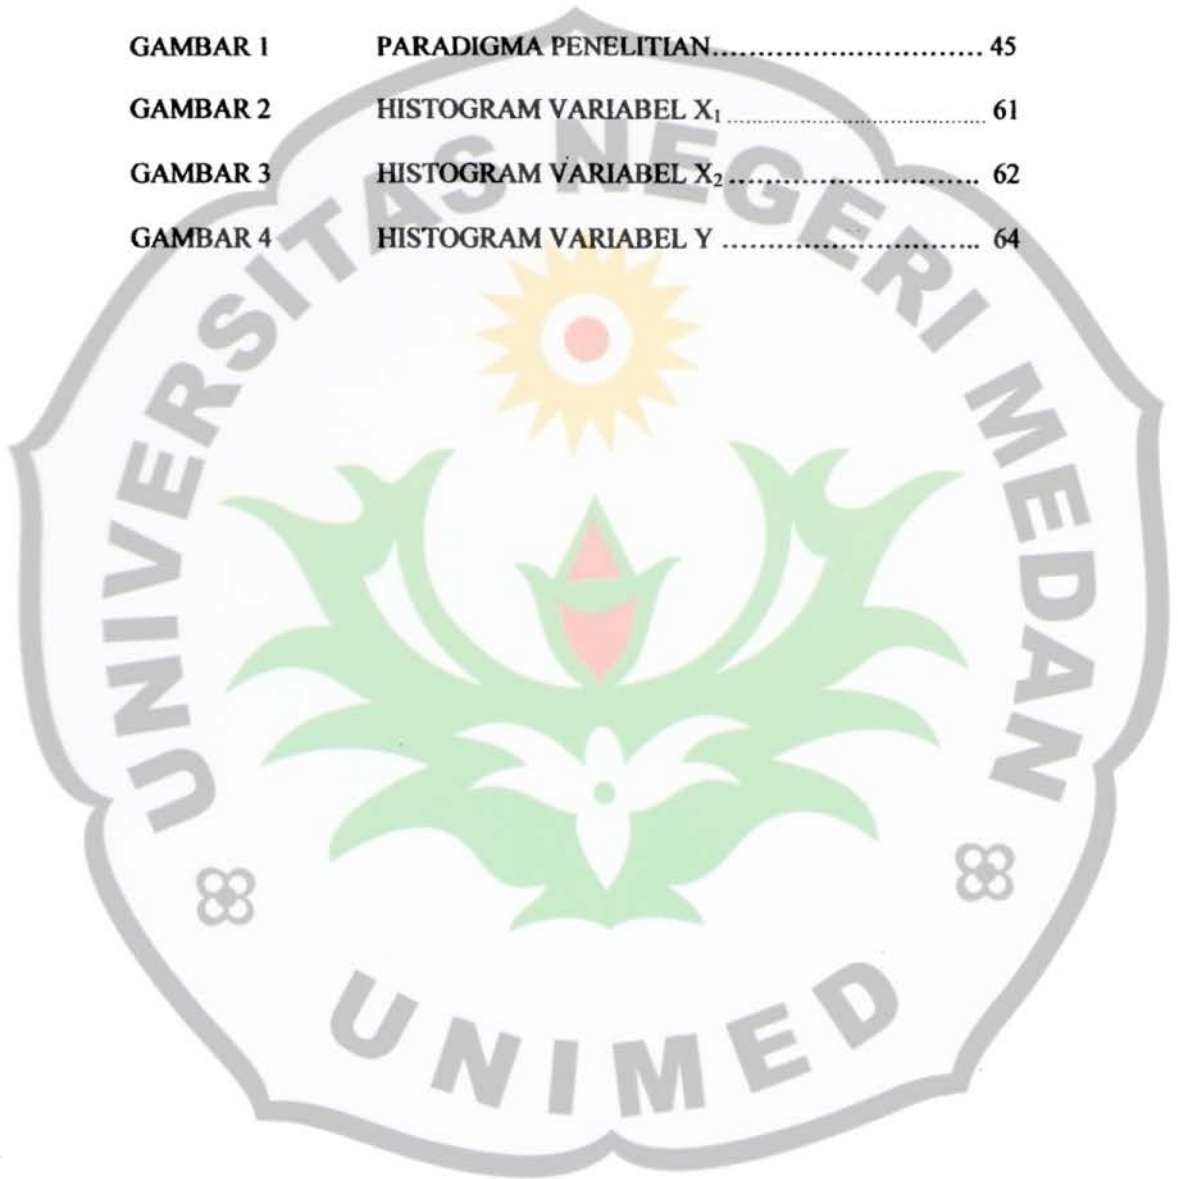 GAMBAR 1 PARADIGMA PENELITIAN............................. 45
GAMBAR 2 HISTOGRAM VARIABEL X₁ ...................................... 61
GAMBAR 3 HISTOGRAM VARIABEL X₂ ........................... 62
GAMBAR 4 HISTOGRAM VARIABEL Y ............................ 64
UNIVERSITAS NEGERI MEDAN
UNIMED